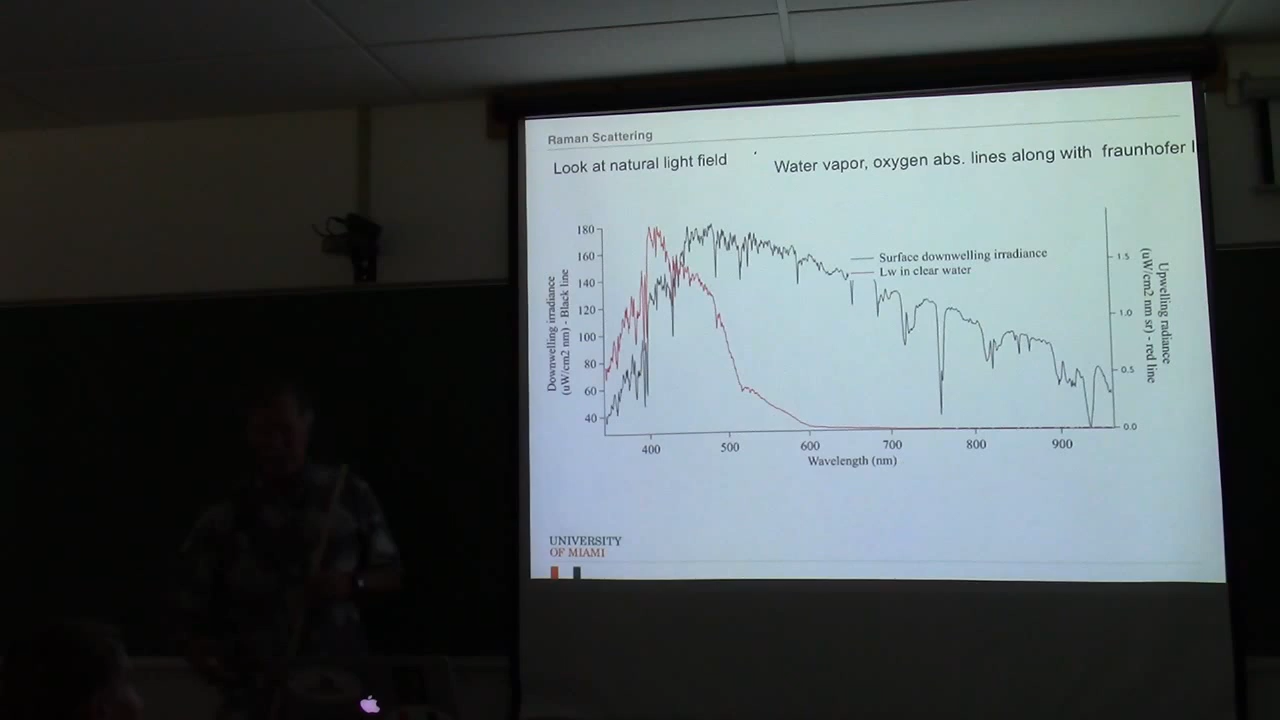 Raman Scattering
Look at natural light field
Water vapor, oxygen abs. lines along with fraunhofer l
180
160
140
120
100
80
60
40
Downwelling irradiance
(uW/cm2 nm) - Black line
Surface downwelling irradiance
Lw in clear water
1.5
1.0
0.5
0.0
Upwelling radiance
(uW/cm2 nm sr) - red line
400 500 600 700 800 900
Wavelength (nm)
UNIVERSITY
OF MIAMI